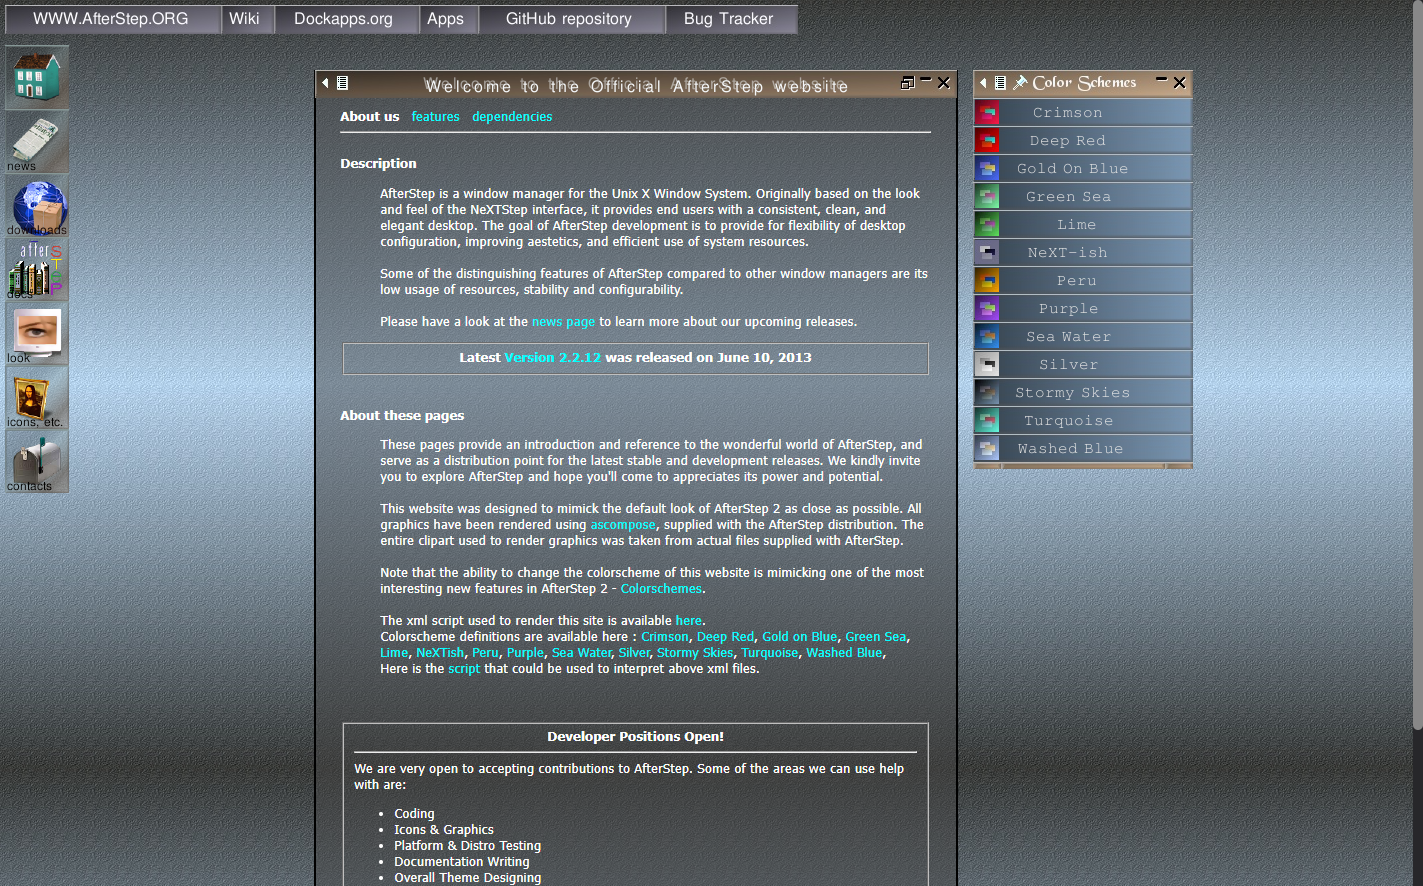 WWW.AfterStep.ORG Wiki Dockapps.org Apps GitHub repository Bug Tracker
news
downloads
after
STEP
docs
look
icons, etc.
contacts
Welcome to the Official AfterStep website
About us features dependencies
Description
AfterStep is a window manager for the Unix X Window System. Originally based on the look
and feel of the NeXTStep interface, it provides end users with a consistent, clean, and
elegant desktop. The goal of AfterStep development is to provide for flexibility of desktop
configuration, improving aestetics, and efficient use of system resources.
Some of the distinguishing features of AfterStep compared to other window managers are its
low usage of resources, stability and configurability.
Please have a look at the news page to learn more about our upcoming releases.
Latest Version 2.2.12 was released on June 10, 2013
About these pages
These pages provide an introduction and reference to the wonderful world of AfterStep, and
serve as a distribution point for the latest stable and development releases. We kindly invite
you to explore AfterStep and hope you'll come to appreciates its power and potential.
This website was designed to mimick the default look of AfterStep 2 as close as possible. All
graphics have been rendered using ascompose, supplied with the AfterStep distribution. The
entire clipart used to render graphics was taken from actual files supplied with AfterStep.
Note that the ability to change the colorscheme of this website is mimicking one of the most
interesting new features in AfterStep 2 - Colorschemes.
The xml script used to render this site is available here.
Colorscheme definitions are available here : Crimson, Deep Red, Gold on Blue, Green Sea,
Lime, NeXTish, Peru, Purple, Sea Water, Silver, Stormy Skies, Turquoise, Washed Blue,
Here is the script that could be used to interpret above xml files.
Developer Positions Open!
We are very open to accepting contributions to AfterStep. Some of the areas we can use help
with are:
• Coding
• Icons & Graphics
• Platform & Distro Testing
• Documentation Writing
• Overall Theme Designing
Color Schemes
Crimson
Deep Red
Gold On Blue
Green Sea
Lime
NeXT-ish
Peru
Purple
Sea Water
Silver
Stormy Skies
Turquoise
Washed Blue